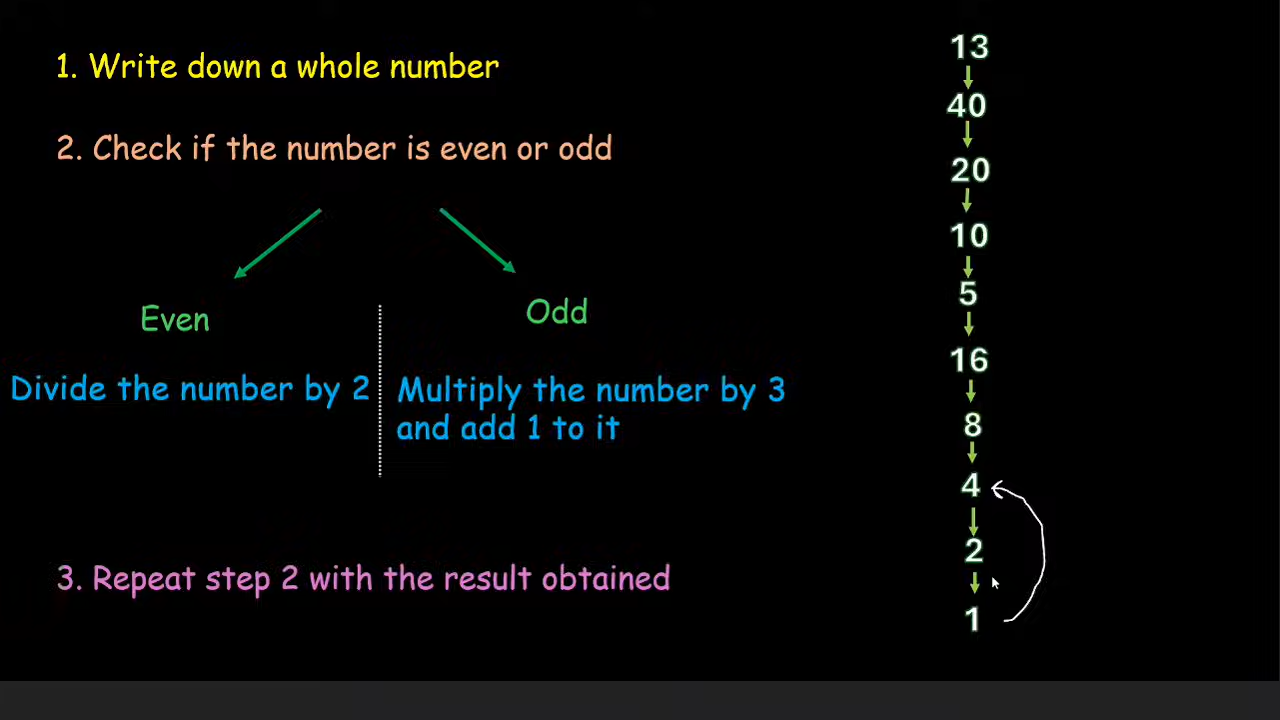 1. Write down a whole number
2. Check if the number is even or odd
Even
Odd
Divide the number by 2
Multiply the number by 3
and add 1 to it
3. Repeat step 2 with the result obtained
13
40
20
10
5
16
8
4
2
1